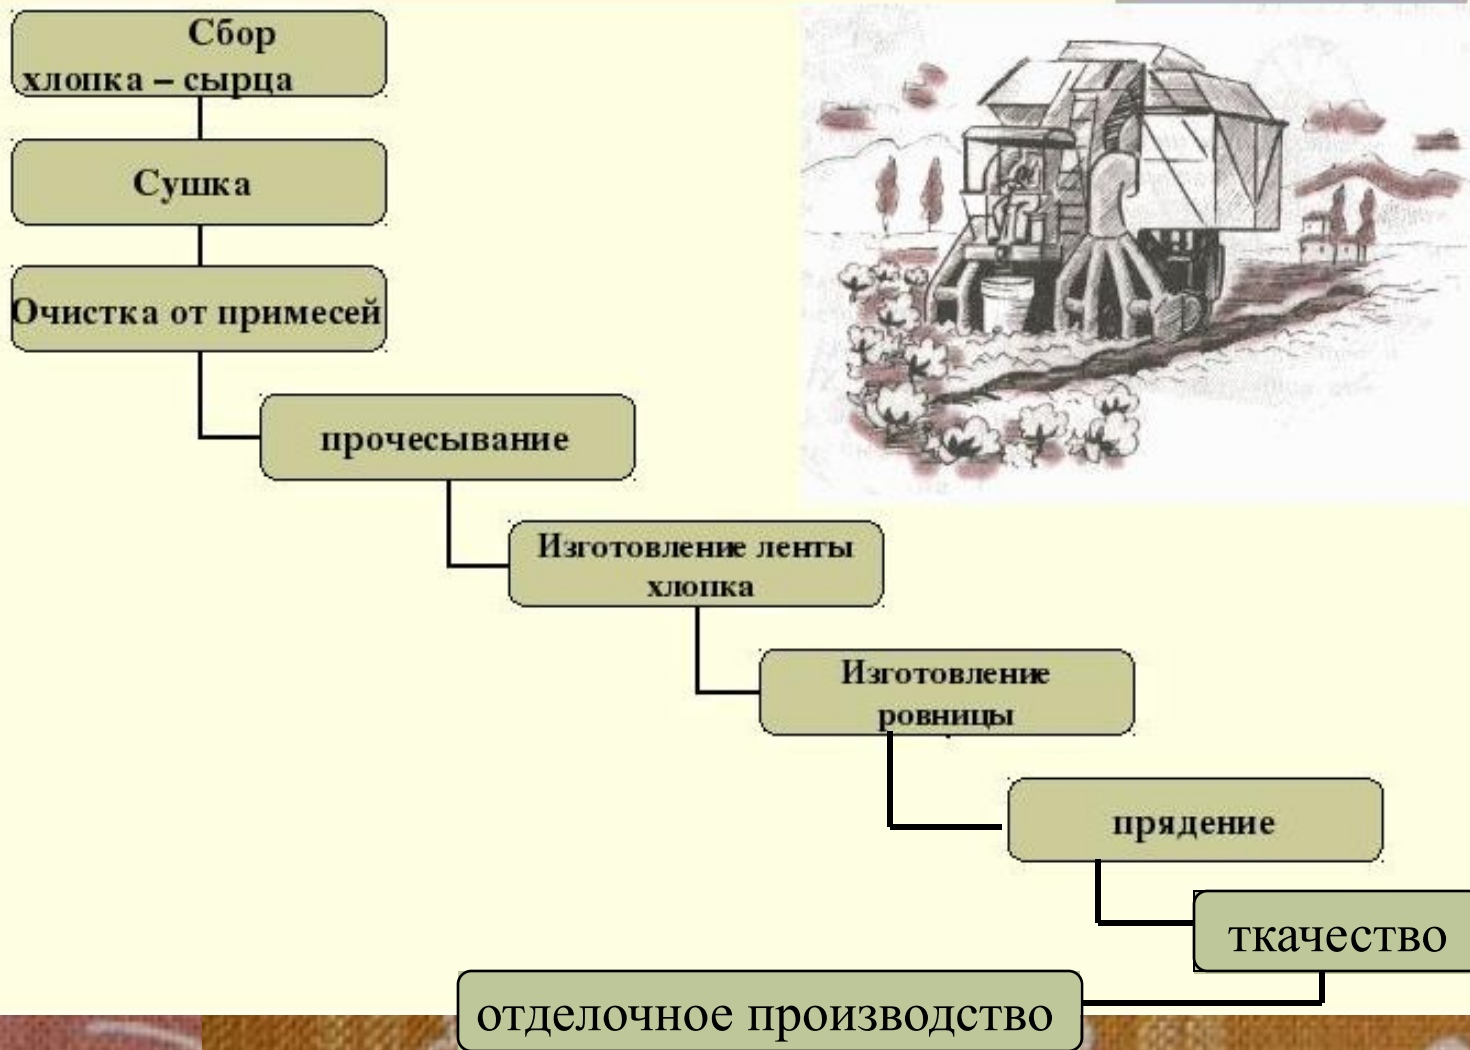 Сбор
хлопка – сырца
Сушка
Очистка от примесей
прочесывание
Изготовление ленты
хлопка
Изготовление
ровницы
прядение
ткачество
отделочное производство